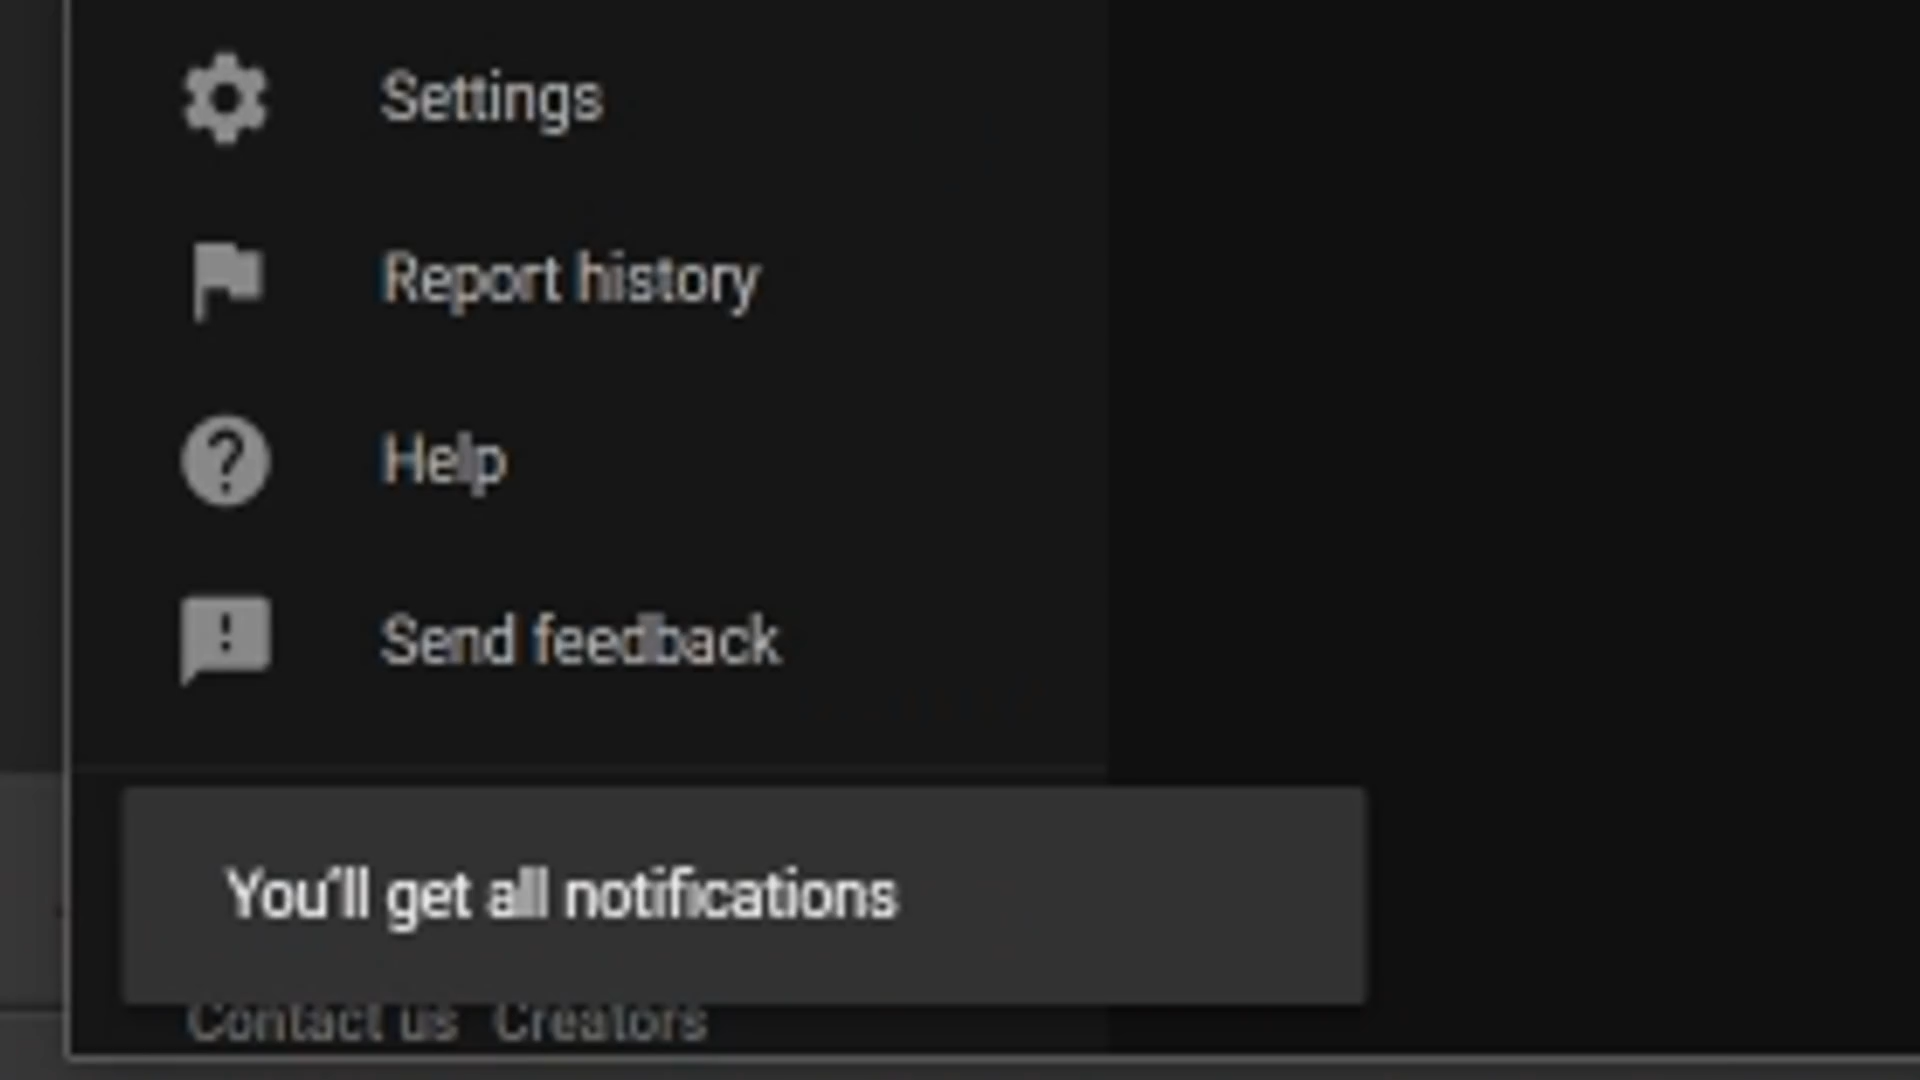 Settings
Report history
Help
Send feedback
You'll get all notifications
Contact us Creators